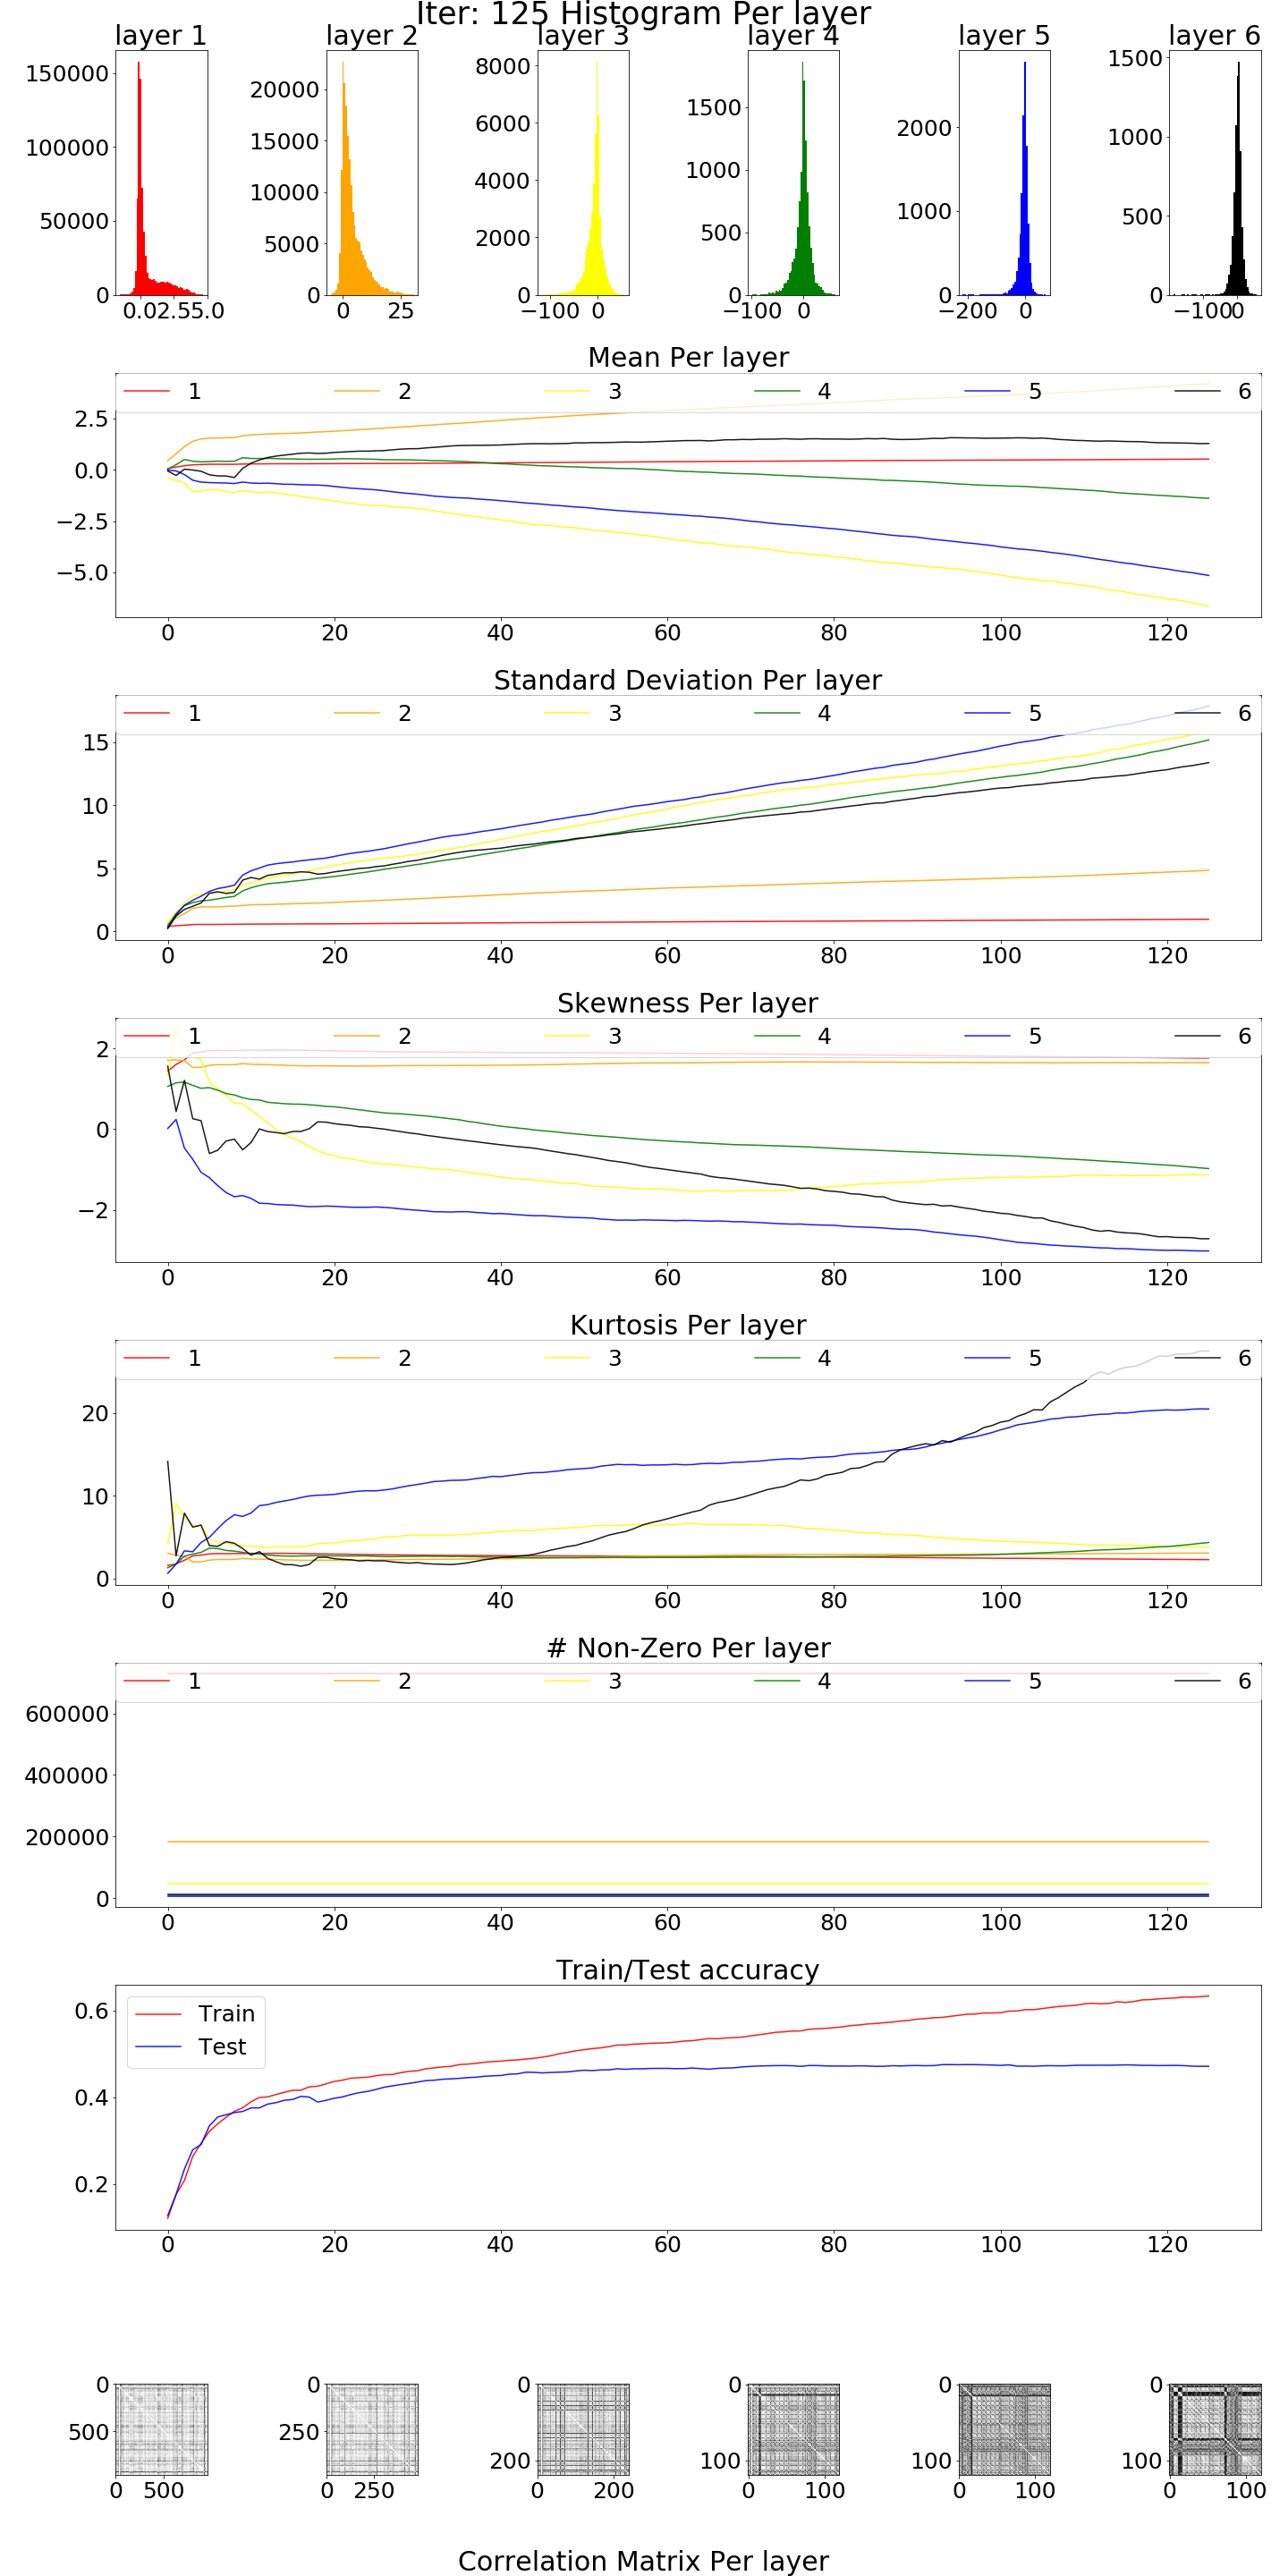 Iter: 125 Histogram Per layer
layer 1 layer 2 layer 3 layer 4 layer 5 layer 6
150000 100000 50000 0
0.0 2.5 5.0
20000 15000 10000 5000 0
0 25
8000 6000 4000 2000 0
−100 0
1500 1000 500 0
−100 0
2000 1000 0
−200 0
1500 1000 500 0
−100 0
Mean Per layer
1 2 3 4 5 6
2.5
0.0
−2.5
−5.0
0 20 40 60 80 100 120
Standard Deviation Per layer
1 2 3 4 5 6
15
10
5
0
0 20 40 60 80 100 120
Skewness Per layer
1 2 3 4 5 6
2
0
−2
0 20 40 60 80 100 120
Kurtosis Per layer
1 2 3 4 5 6
20
10
0
0 20 40 60 80 100 120
# Non-Zero Per layer
1 2 3 4 5 6
600000
400000
200000
0
0 20 40 60 80 100 120
Train/Test accuracy
Train
Test
0.6
0.4
0.2
0 20 40 60 80 100 120
0 500
0 500
0 250
0 250
0 200
0 200
0 100
0 100
0 100
0 100
0 100
0 100
Correlation Matrix Per layer